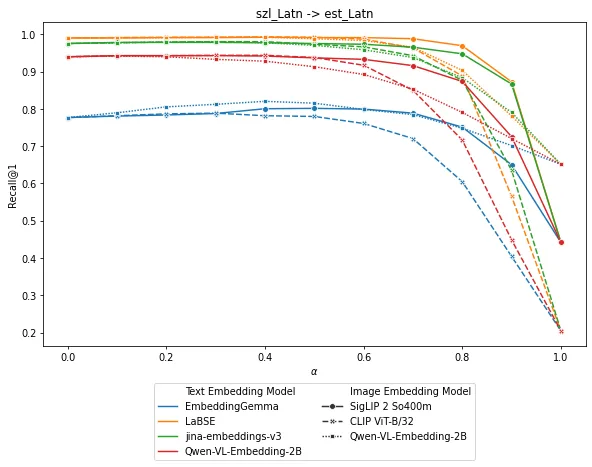 szl_Latn -> est_Latn
Recall@1
1.0
0.9
0.8
0.7
0.6
0.5
0.4
0.3
0.2
0.0 0.2 0.4 0.6 0.8 1.0
α
Text Embedding Model Image Embedding Model
EmbeddingGemma SigLIP 2 So400m
LaBSE CLIP ViT-B/32
jina-embeddings-v3 Qwen-VL-Embedding-2B
Qwen-VL-Embedding-2B